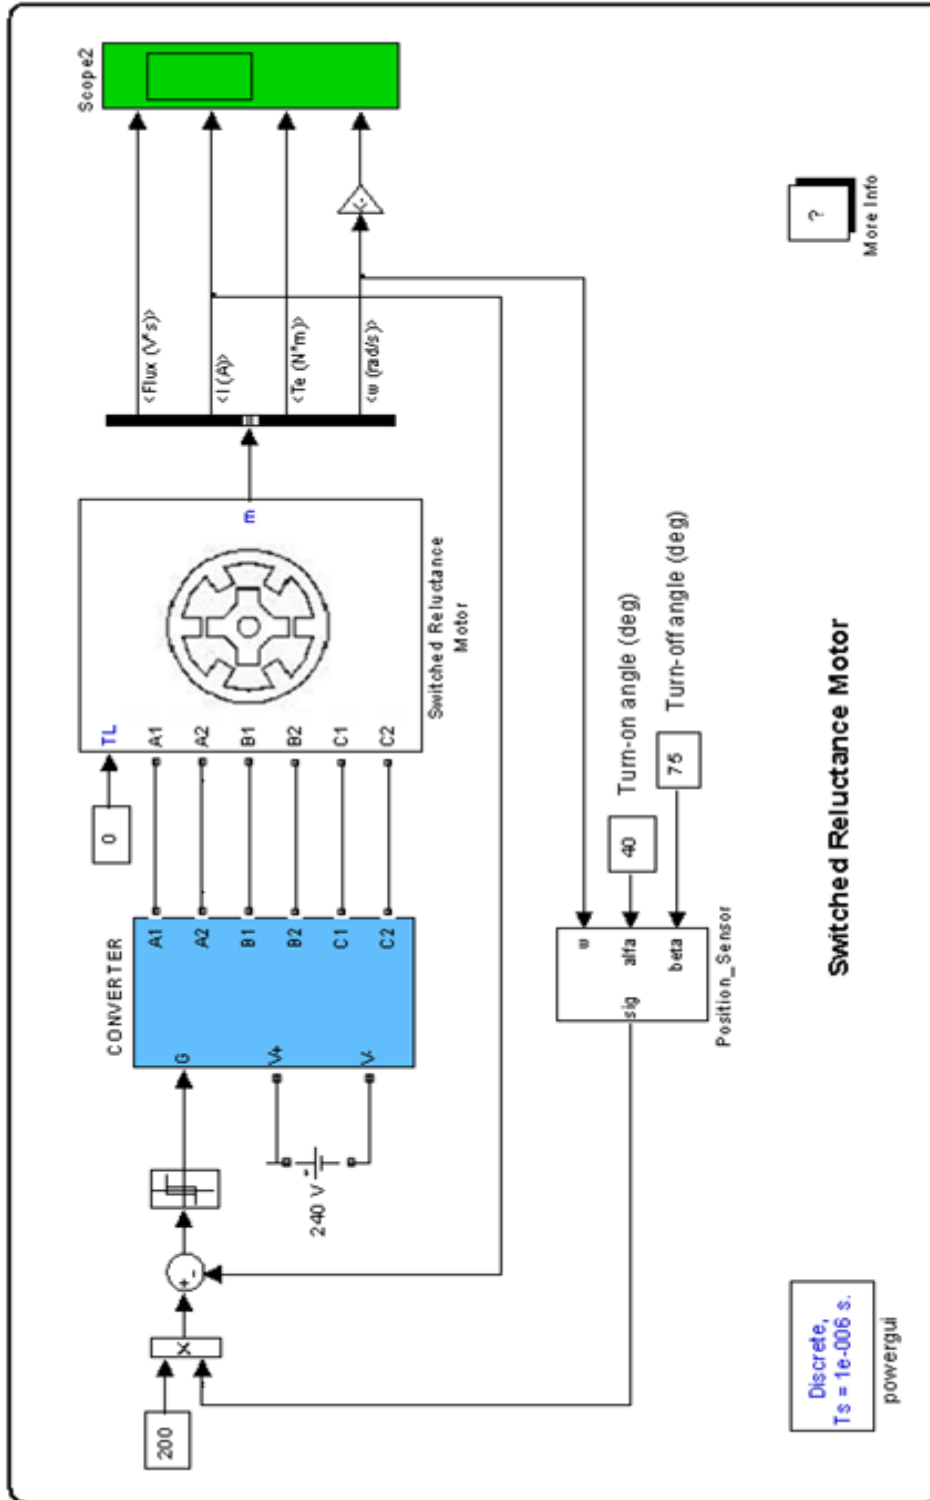 CONVERTER
Scope2
200
X
+
-
G
V+
V-
240 V
+
A1
A2
B1
B2
C1
C2
0
TL
A1
A2
B1
B2
C1
C2
m
Switched Reluctance
Motor
<Flux (V*s)>
<I (A)>
<Te (N*m)>
<w (rad/s)>
K-
sig
w
alfa
beta
Position_Sensor
40
Turn-on angle (deg)
75
Turn-off angle (deg)
Discrete,
Ts = 1e-006 s.
powergui
Switched Reluctance Motor
?
More Info